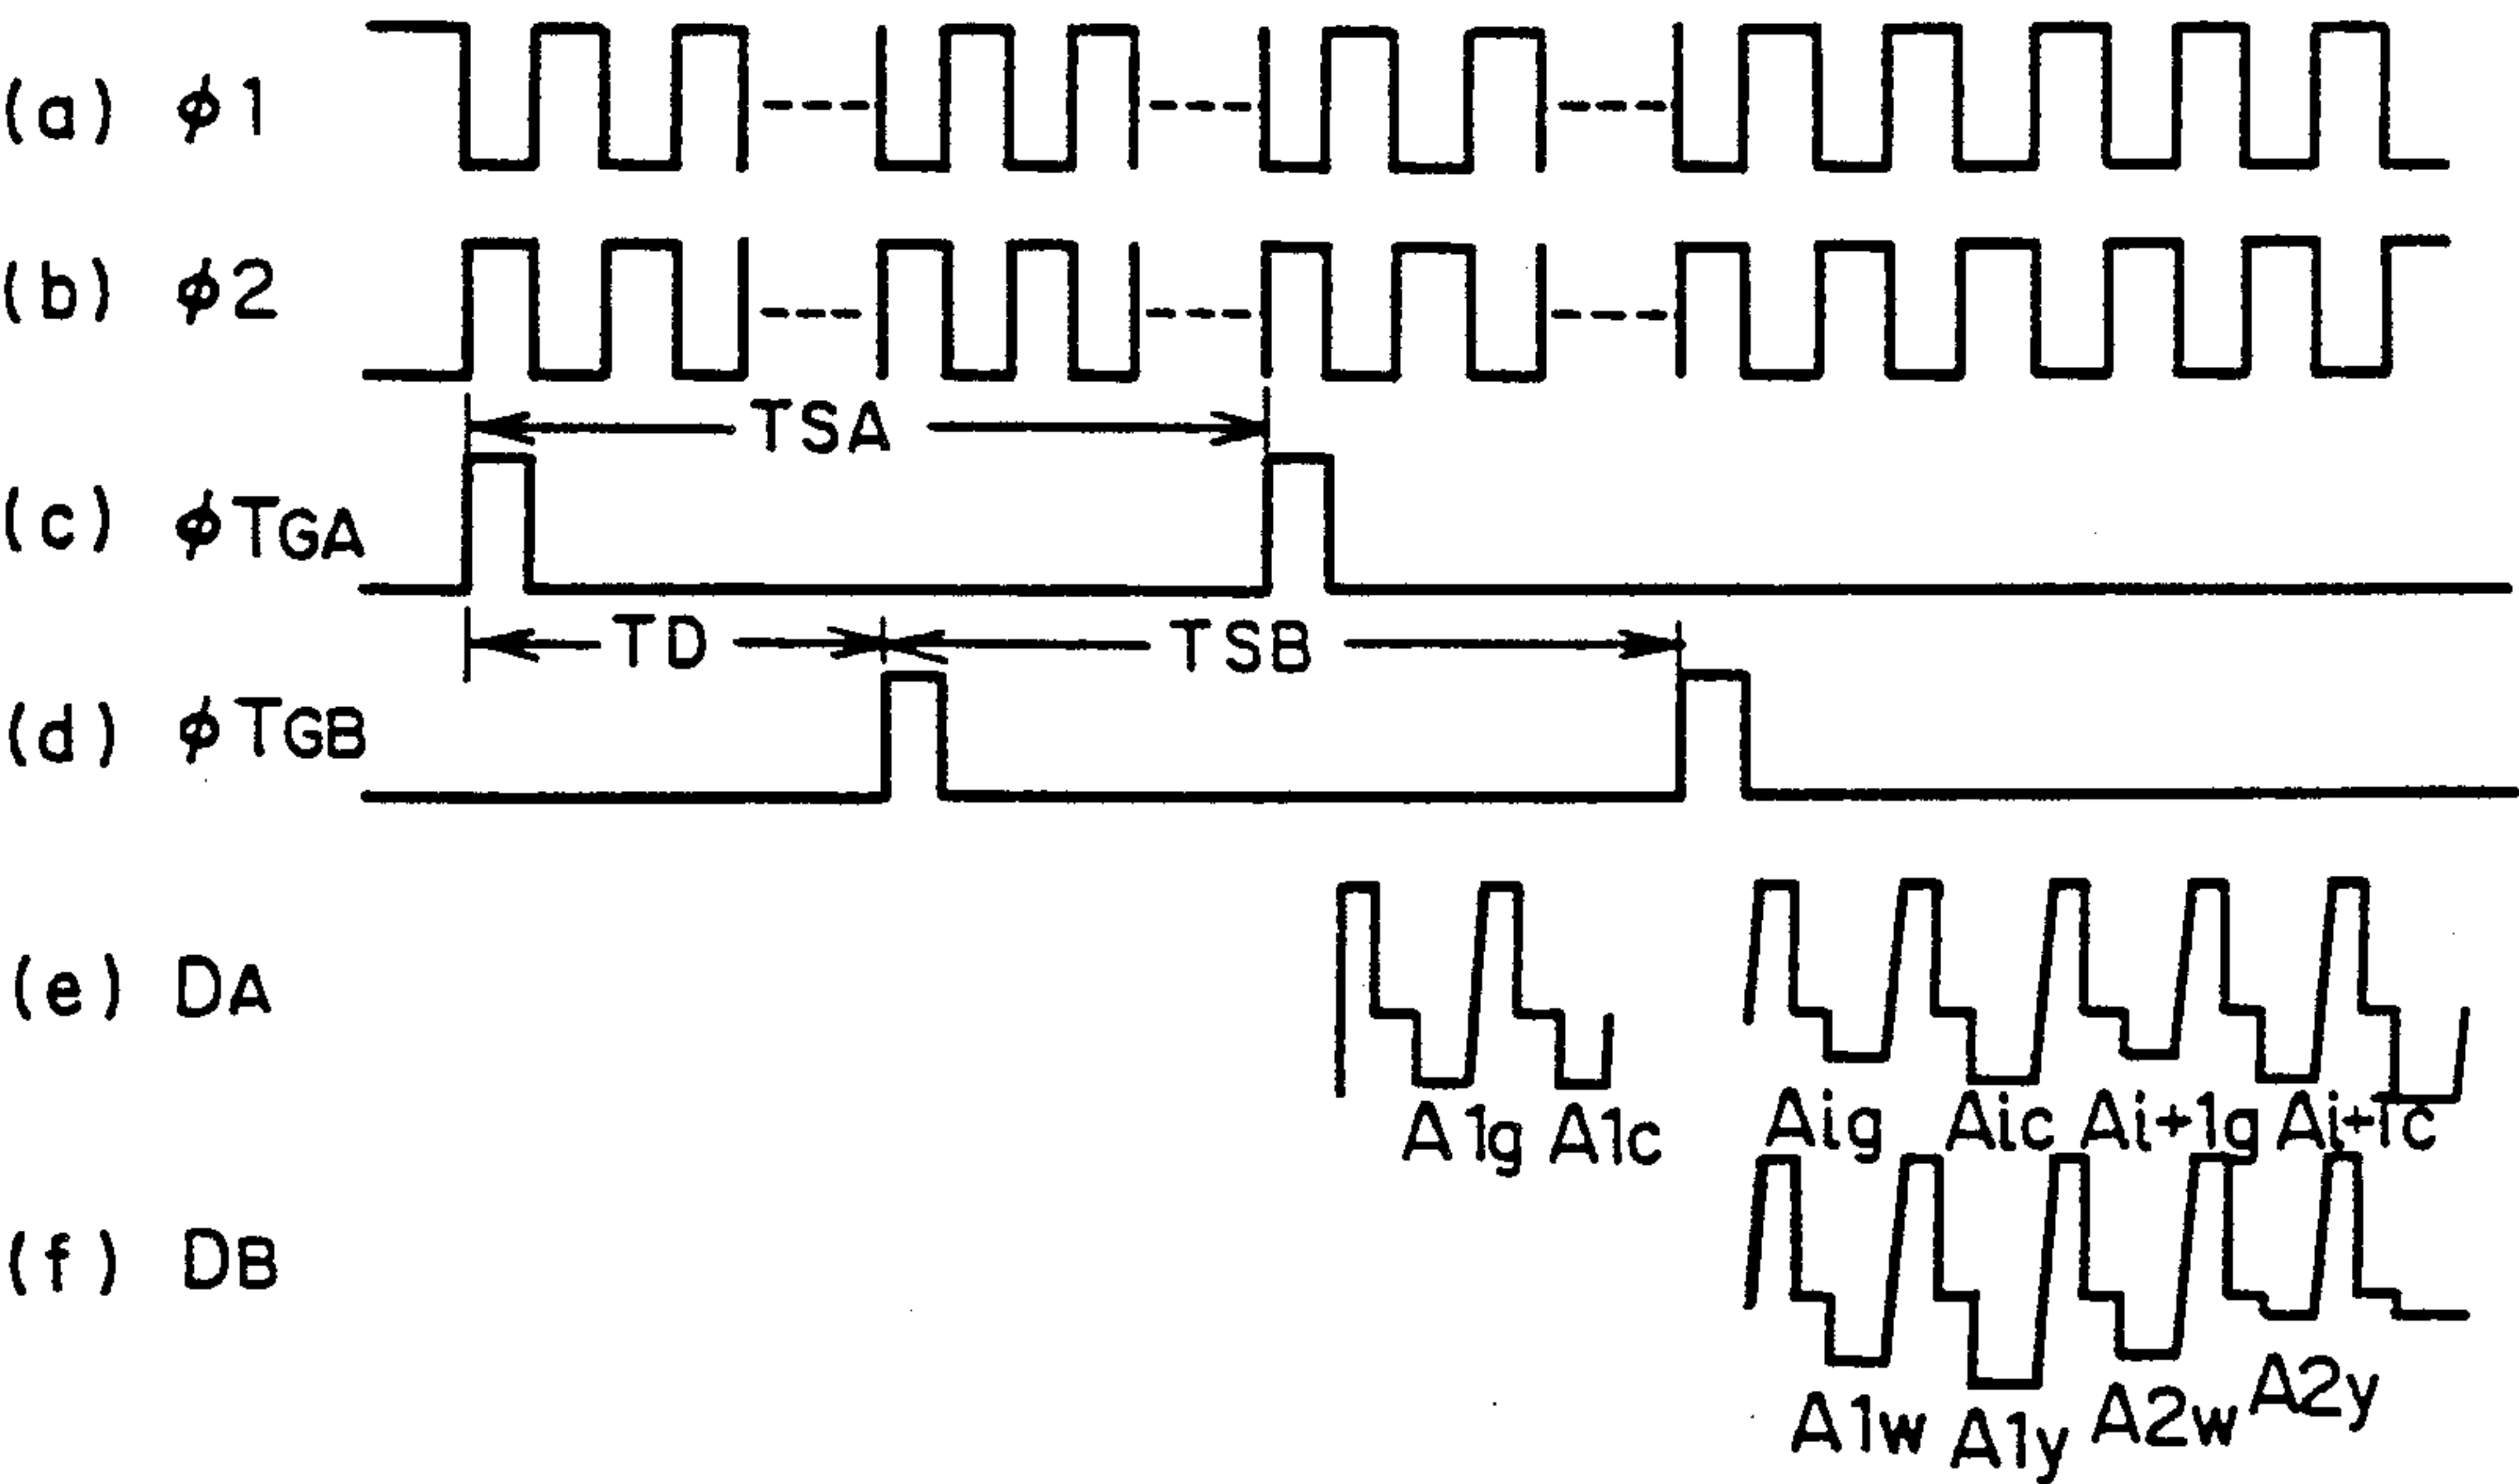 (a) ϕ1
(b) ϕ2
TSA
(c) ϕTGA
TD TSB
(d) ϕTGB
(e) DA
A1g A1c Aig Aic Ai+1g Ai+1c
(f) DB
A1w A1y A2w A2y